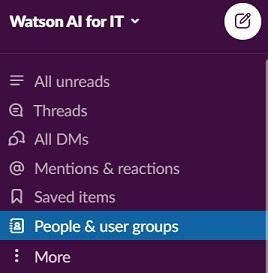 Watson AI for IT
All unreads
Threads
All DMs
Mentions & reactions
Saved items
People & user groups
More